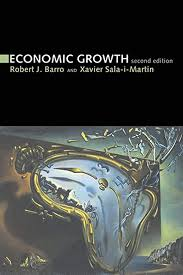 ECONOMIC GROWTH second edition
Robert J. Barro AND Xavier Sala-i-Martin